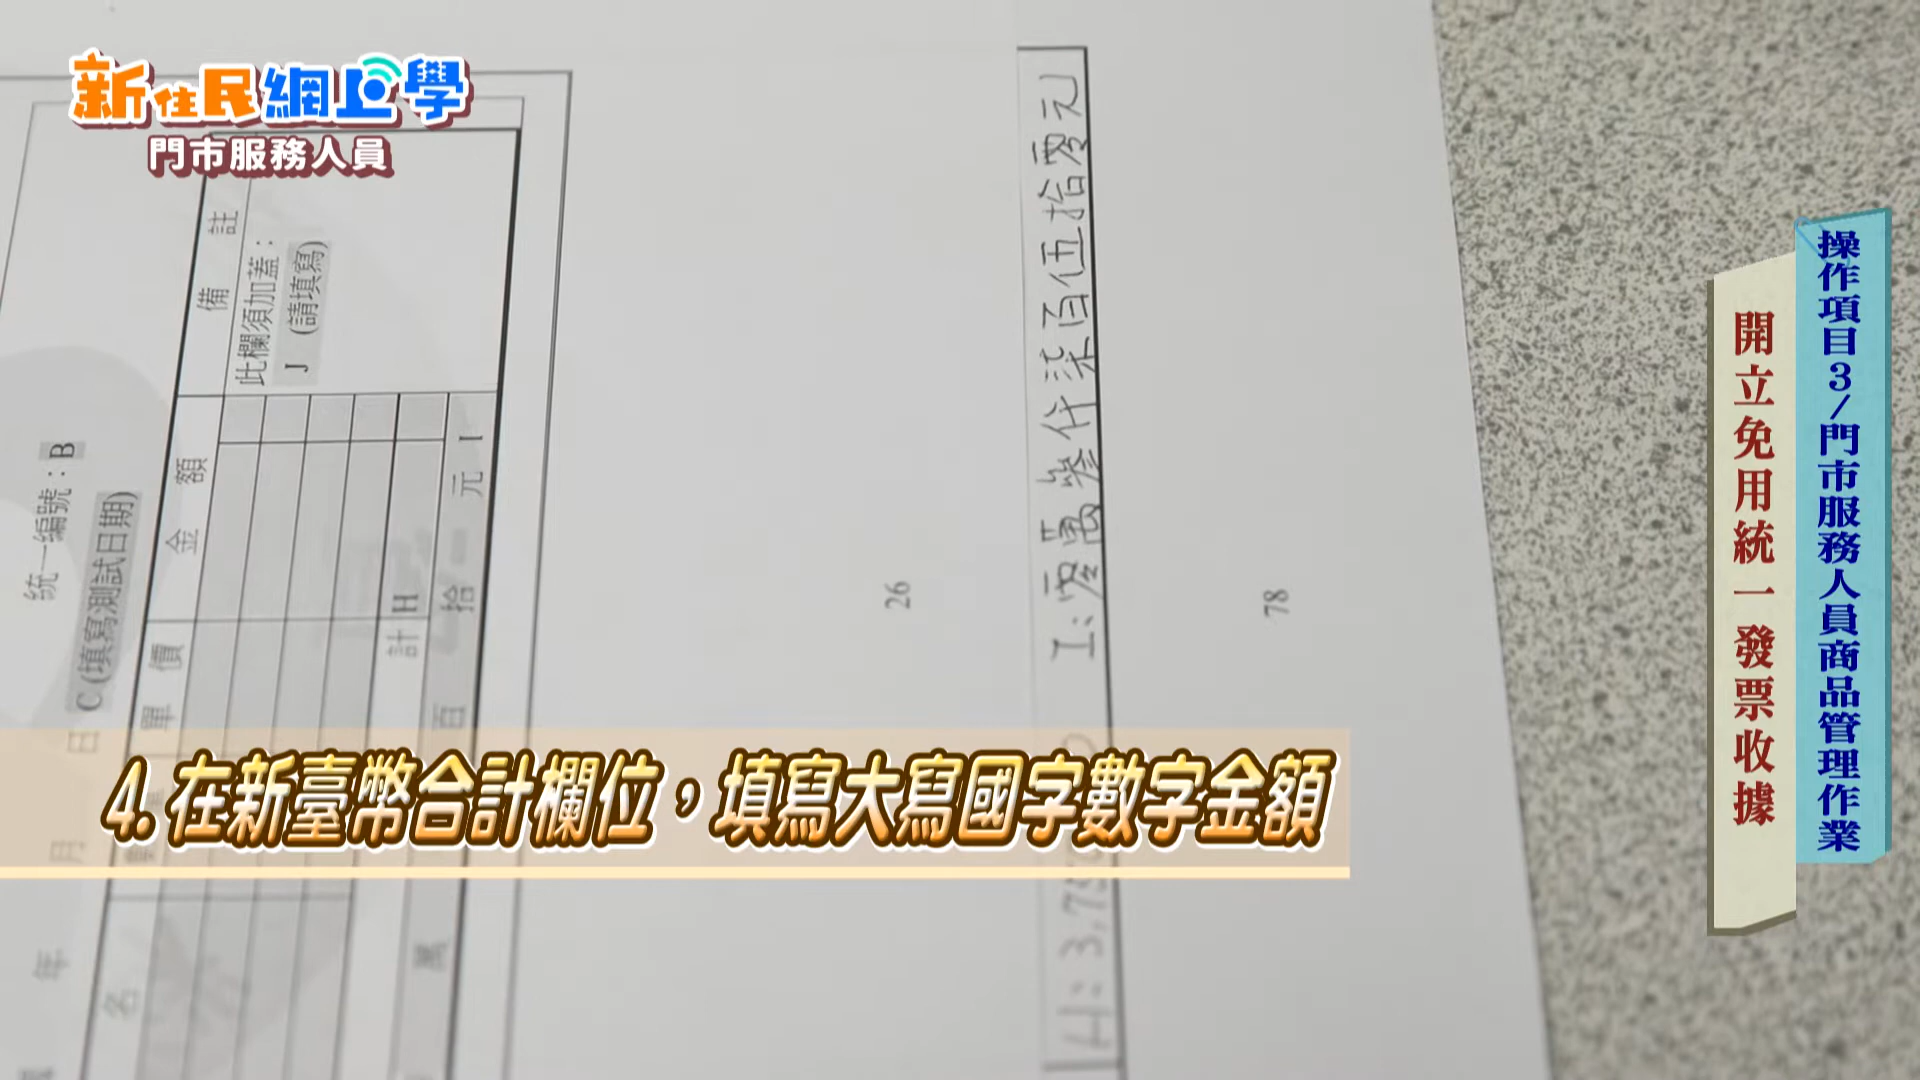 新住民網上學
門市服務人員
操作項目3/門市服務人員商品管理作業
開立免用統一發票收據
統一編號：B
C (填寫測試日期)
年 月 日
備 註
此欄須加蓋：
J (請填寫)
金 額
單 價
名
計 H
萬
百 拾 元 I
26
I：零萬參仟柒百伍拾零元
H：3,75
78
4.在新臺幣合計欄位，填寫大寫國字數字金額